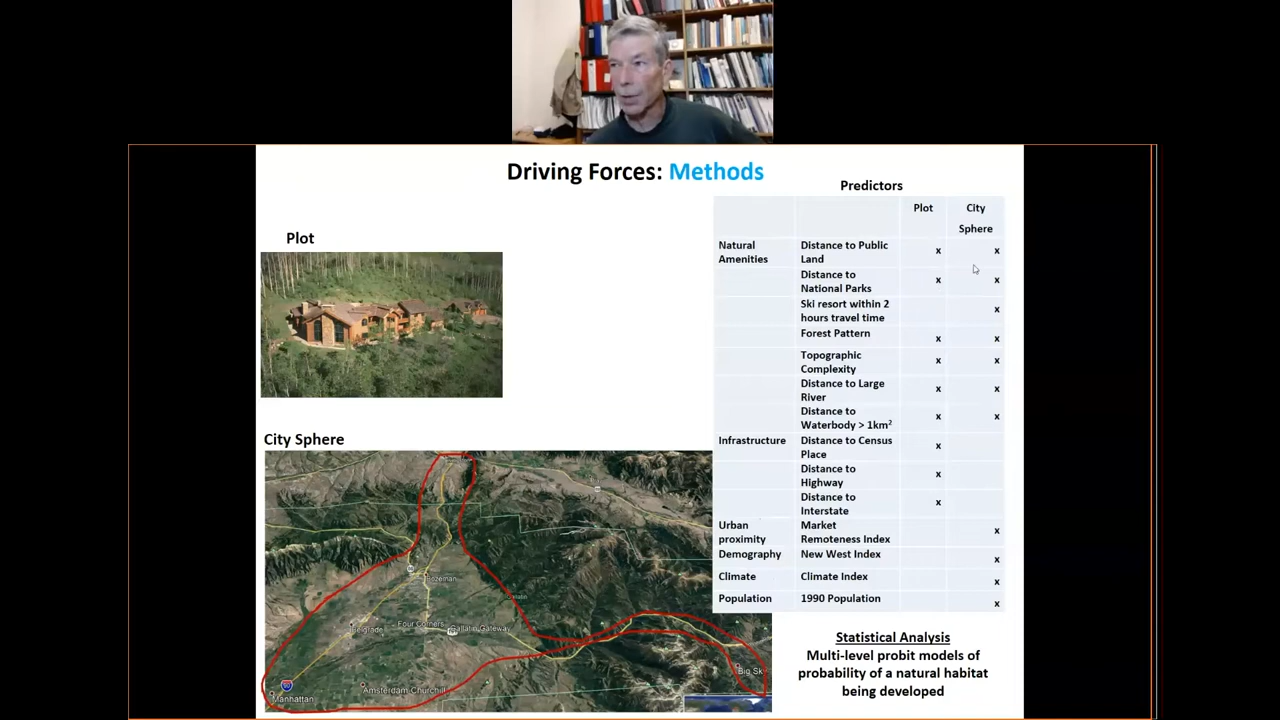 Driving Forces: Methods
Predictors
Plot
City
Sphere
Natural
Amenities
Distance to Public
Land
x
x
Distance to
National Parks
x
x
Ski resort within 2
hours travel time
x
Forest Pattern
x
x
Topographic
Complexity
x
x
Distance to Large
River
x
x
Distance to
Waterbody > 1km²
x
x
Infrastructure
Distance to Census
Place
x
Distance to
Highway
x
Distance to
Interstate
x
Urban
proximity
Market
Remoteness Index
x
Demography
New West Index
x
Climate
Climate Index
x
Population
1990 Population
x
Plot
City Sphere
Bozeman
Gallatin
Belgrade
Four Corners
Gallatin Gateway
Big Sk
Manhattan
Amsterdam Churchill
Statistical Analysis
Multi-level probit models of
probability of a natural habitat
being developed